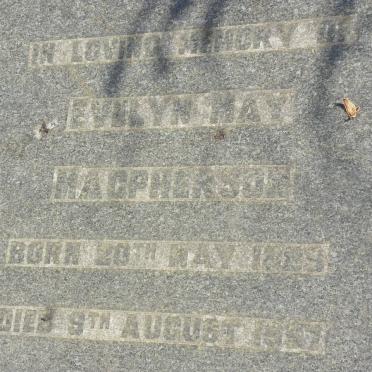 IN LOVING MEMORY OF
EVELYN MAY
MACPHERSON
BORN 20TH MAY
DIED 9TH AUGUST